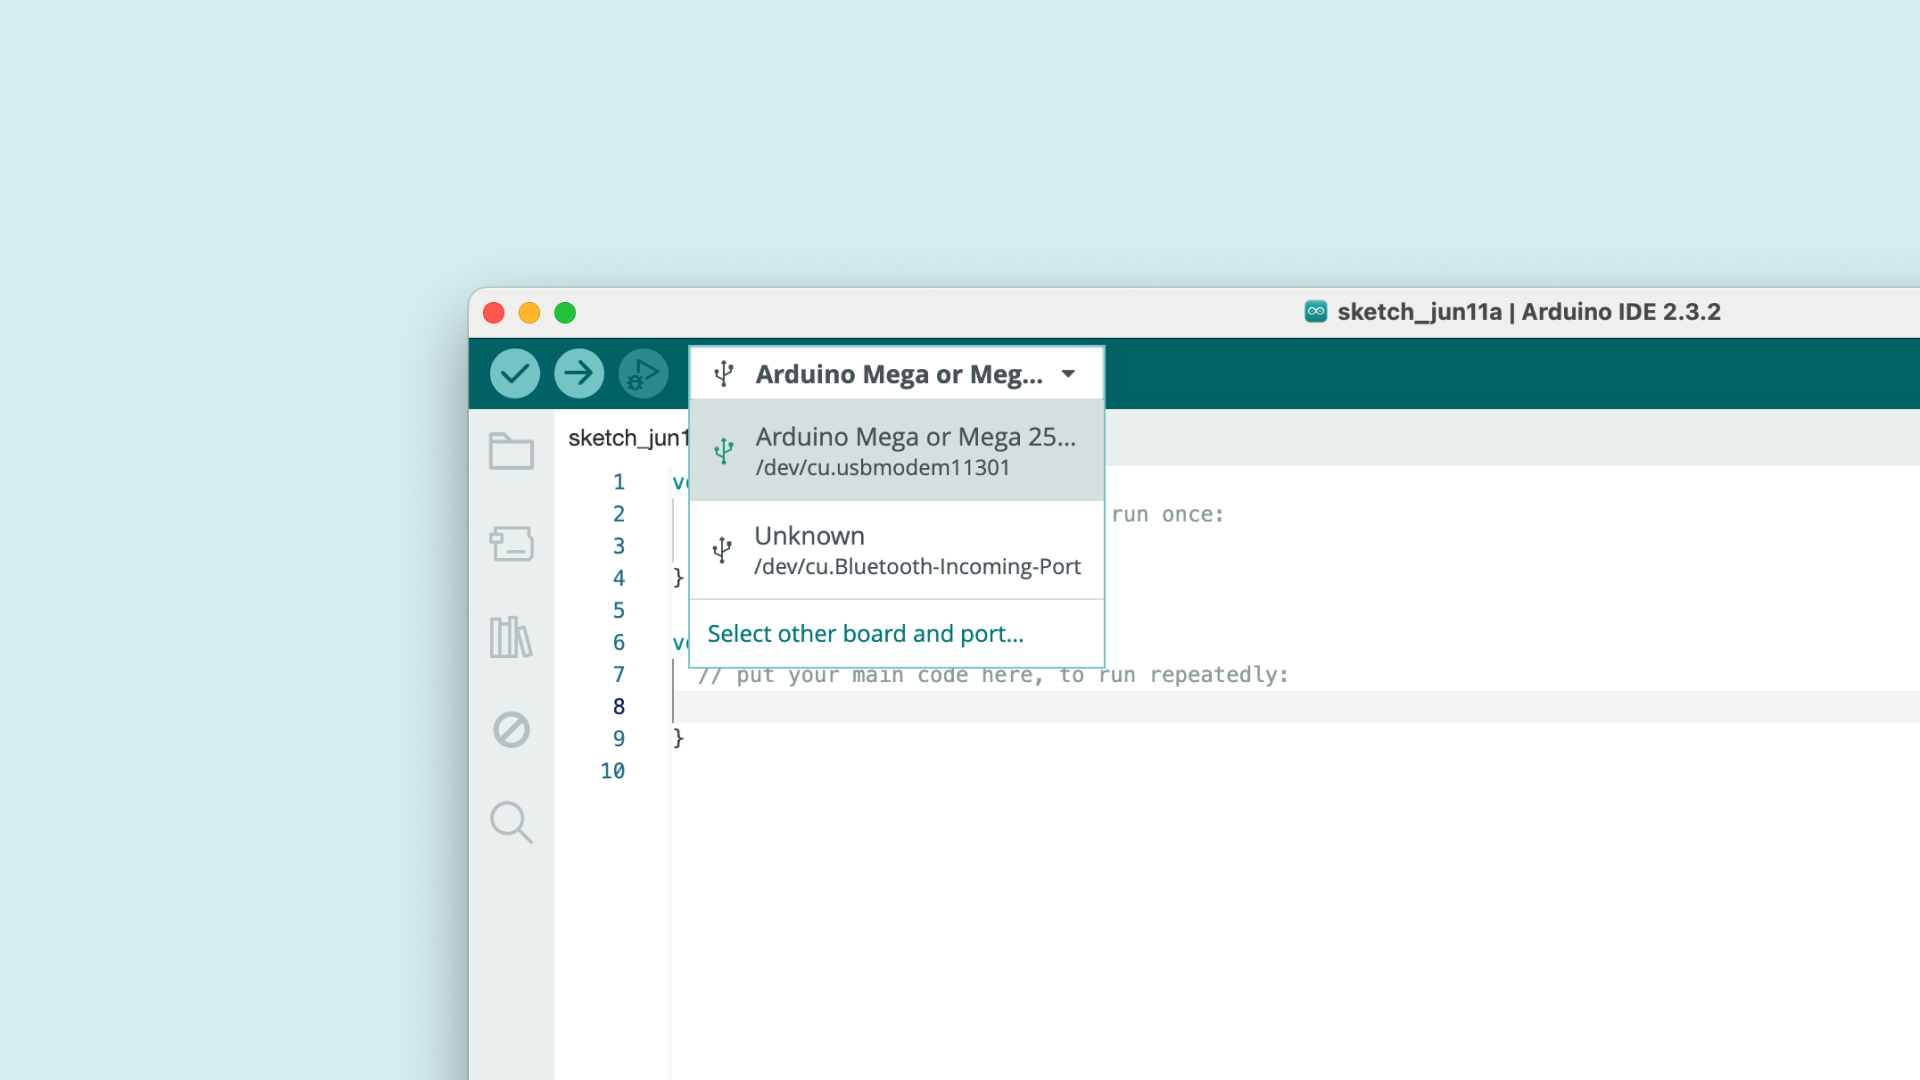 sketch_jun11a | Arduino IDE 2.3.2
Arduino Mega or Meg...
sketch_jun1
Arduino Mega or Mega 25...
/dev/cu.usbmodem11301
Unknown
/dev/cu.Bluetooth-Incoming-Port
Select other board and port...
1 v
2 run once:
3
4 }
5
6 v
7 // put your main code here, to run repeatedly:
8
9 }
10